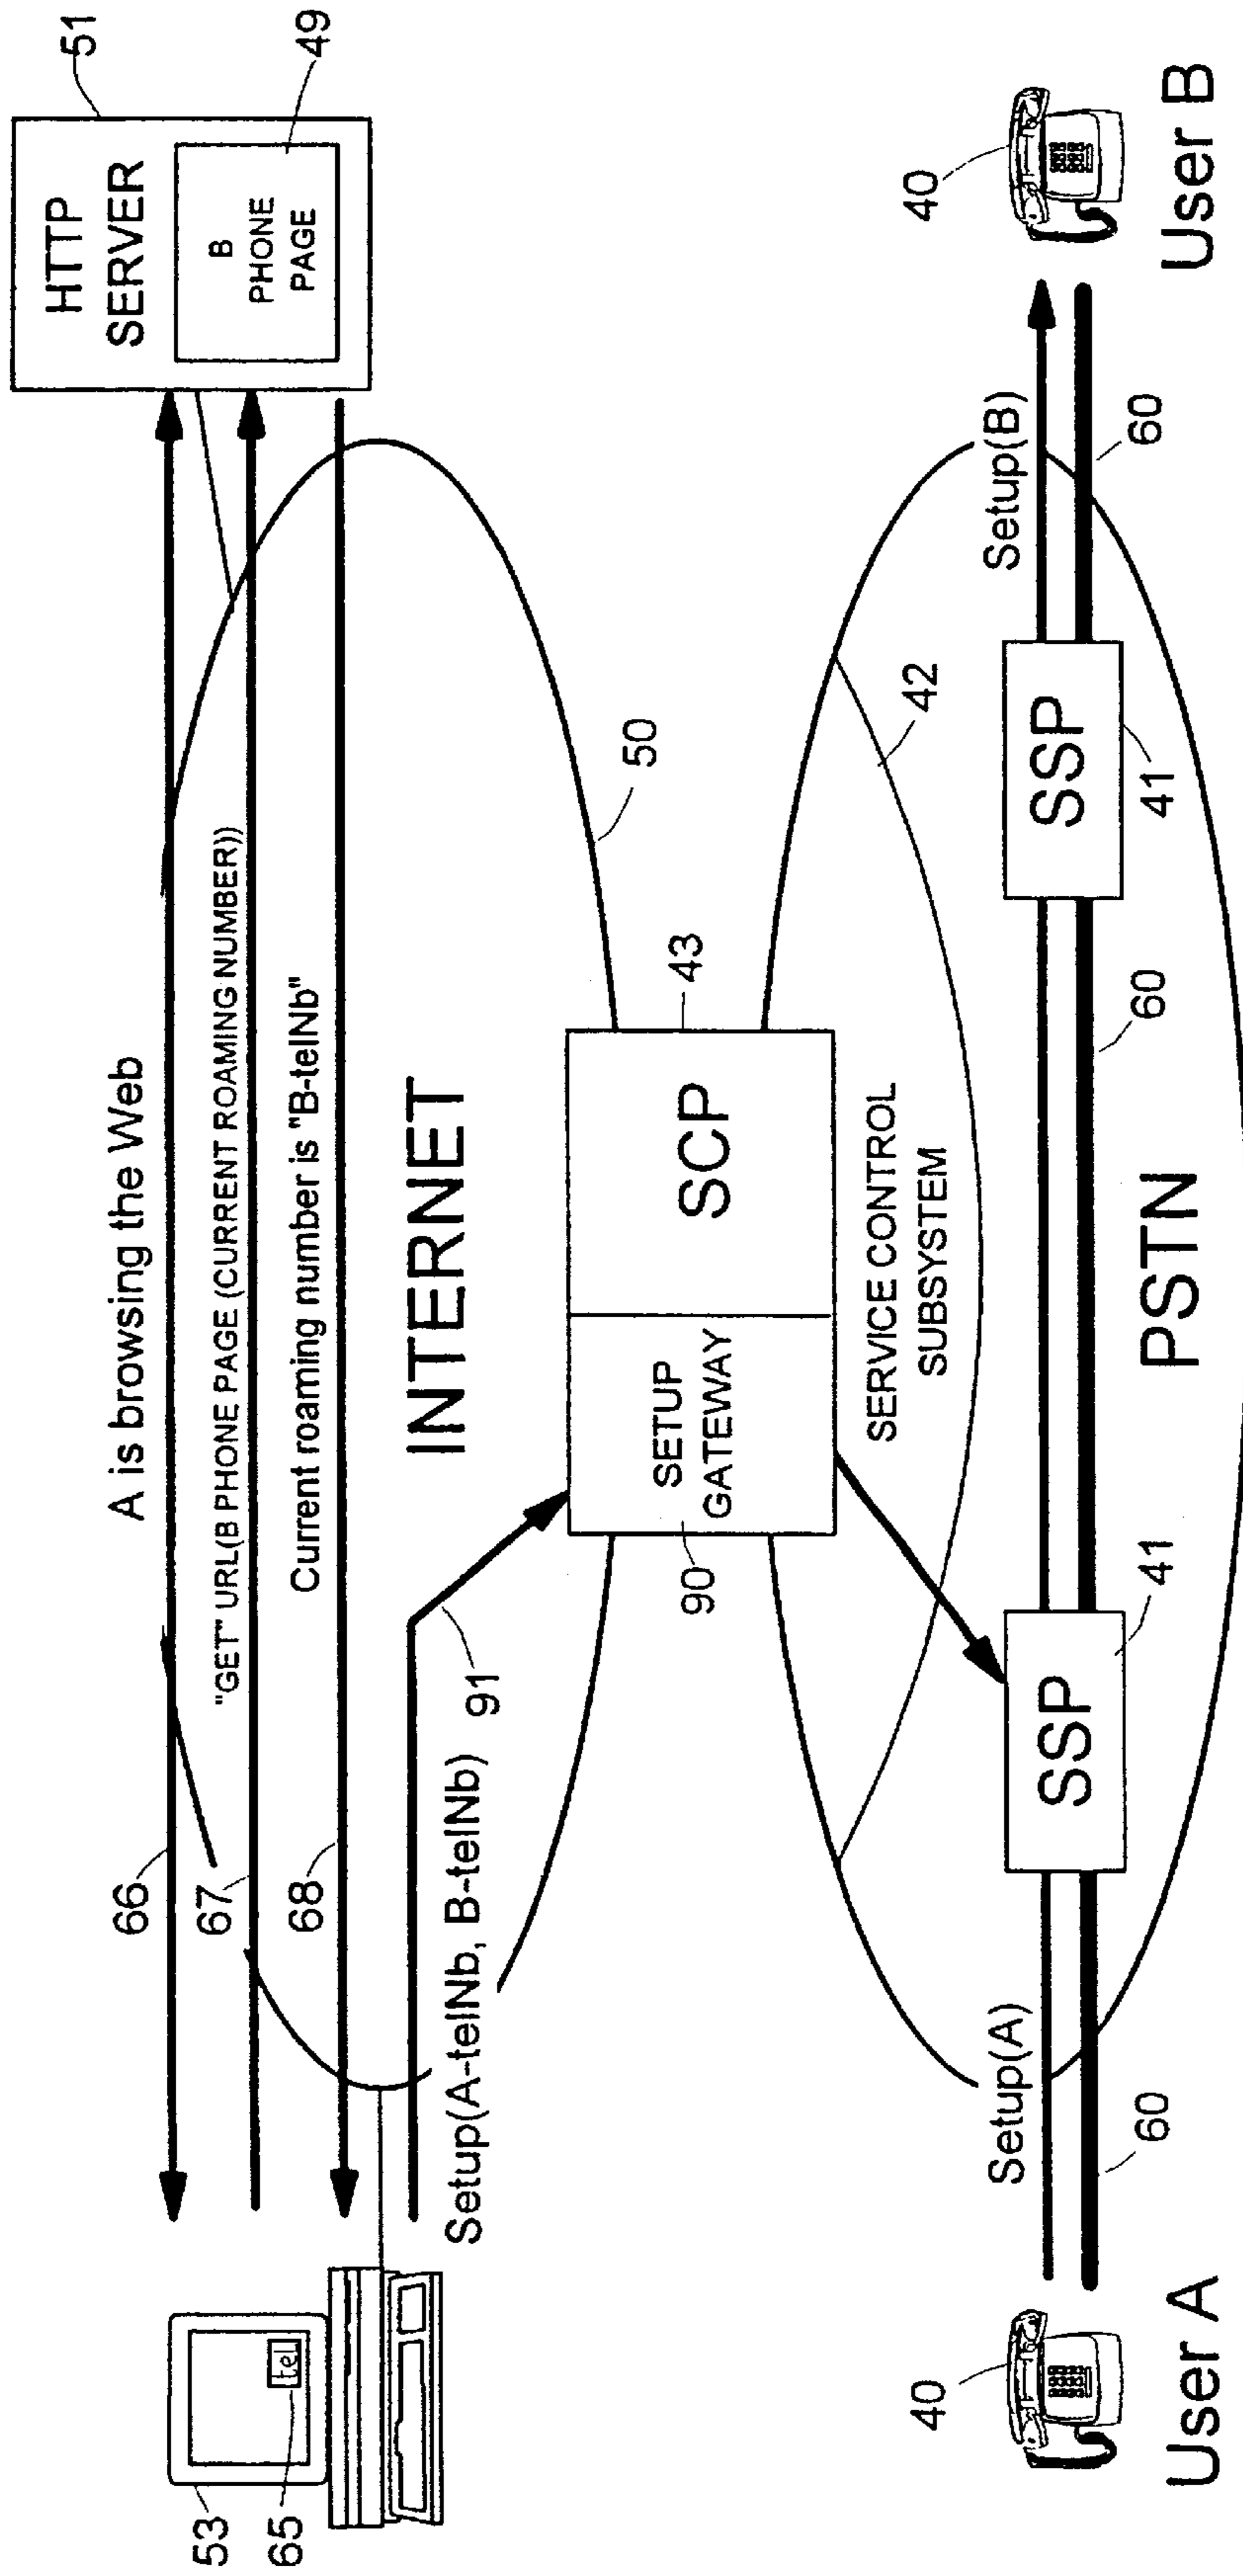 51
HTTP
SERVER
49
B
PHONE
PAGE
A is browsing the Web
66
"GET" URL(B PHONE PAGE (CURRENT ROAMING NUMBER))
67
Current roaming number is "B-telNb"
68
53
tel
65
INTERNET
91
Setup(A-telNb, B-telNb)
50
SETUP
GATEWAY
SCP
43
90
SERVICE CONTROL
SUBSYSTEM
42
40
40
Setup(A)
Setup(B)
SSP
SSP
41
41
60
60
60
User A
PSTN
User B